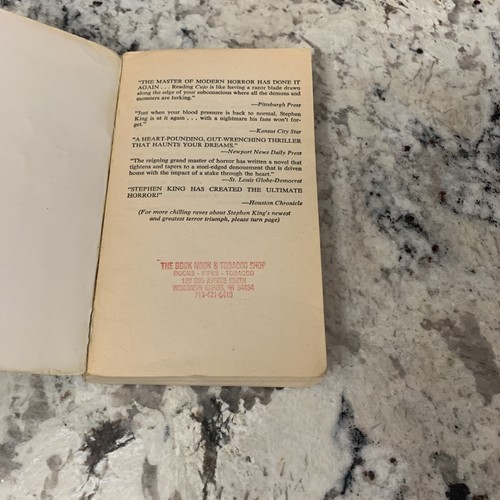 "THE MASTER OF MODERN HORROR HAS DONE IT
AGAIN . . . Reading Cujo is like having a razor blade drawn
along the edge of your subconscious where all the demons and
monsters are lurking."
—Pittsburgh Press
"Just when your blood pressure is back to normal, Stephen
King is at it again . . . with a nightmare his fans won't for-
get."
—Kansas City Star
"A HEART-POUNDING, GUT-WRENCHING THRILLER
THAT HAUNTS YOUR DREAMS."
—Newport News Daily Press
"The reigning grand master of horror has written a novel that
tightens and tapers to a steel-edged denouement that is driven
home with the impact of a stake through the heart."
—St. Louis Globe-Democrat
"STEPHEN KING HAS CREATED THE ULTIMATE
HORROR!"
—Houston Chronicle
(For more chilling raves about Stephen King's newest
and greatest terror triumph, please turn page)
THE BOOK NOOK & TOBACCO SHOP
BOOKS - PIPES - TOBACCO
AVENUE SOUTH
WISCONSIN RAPIDS, WI 54494